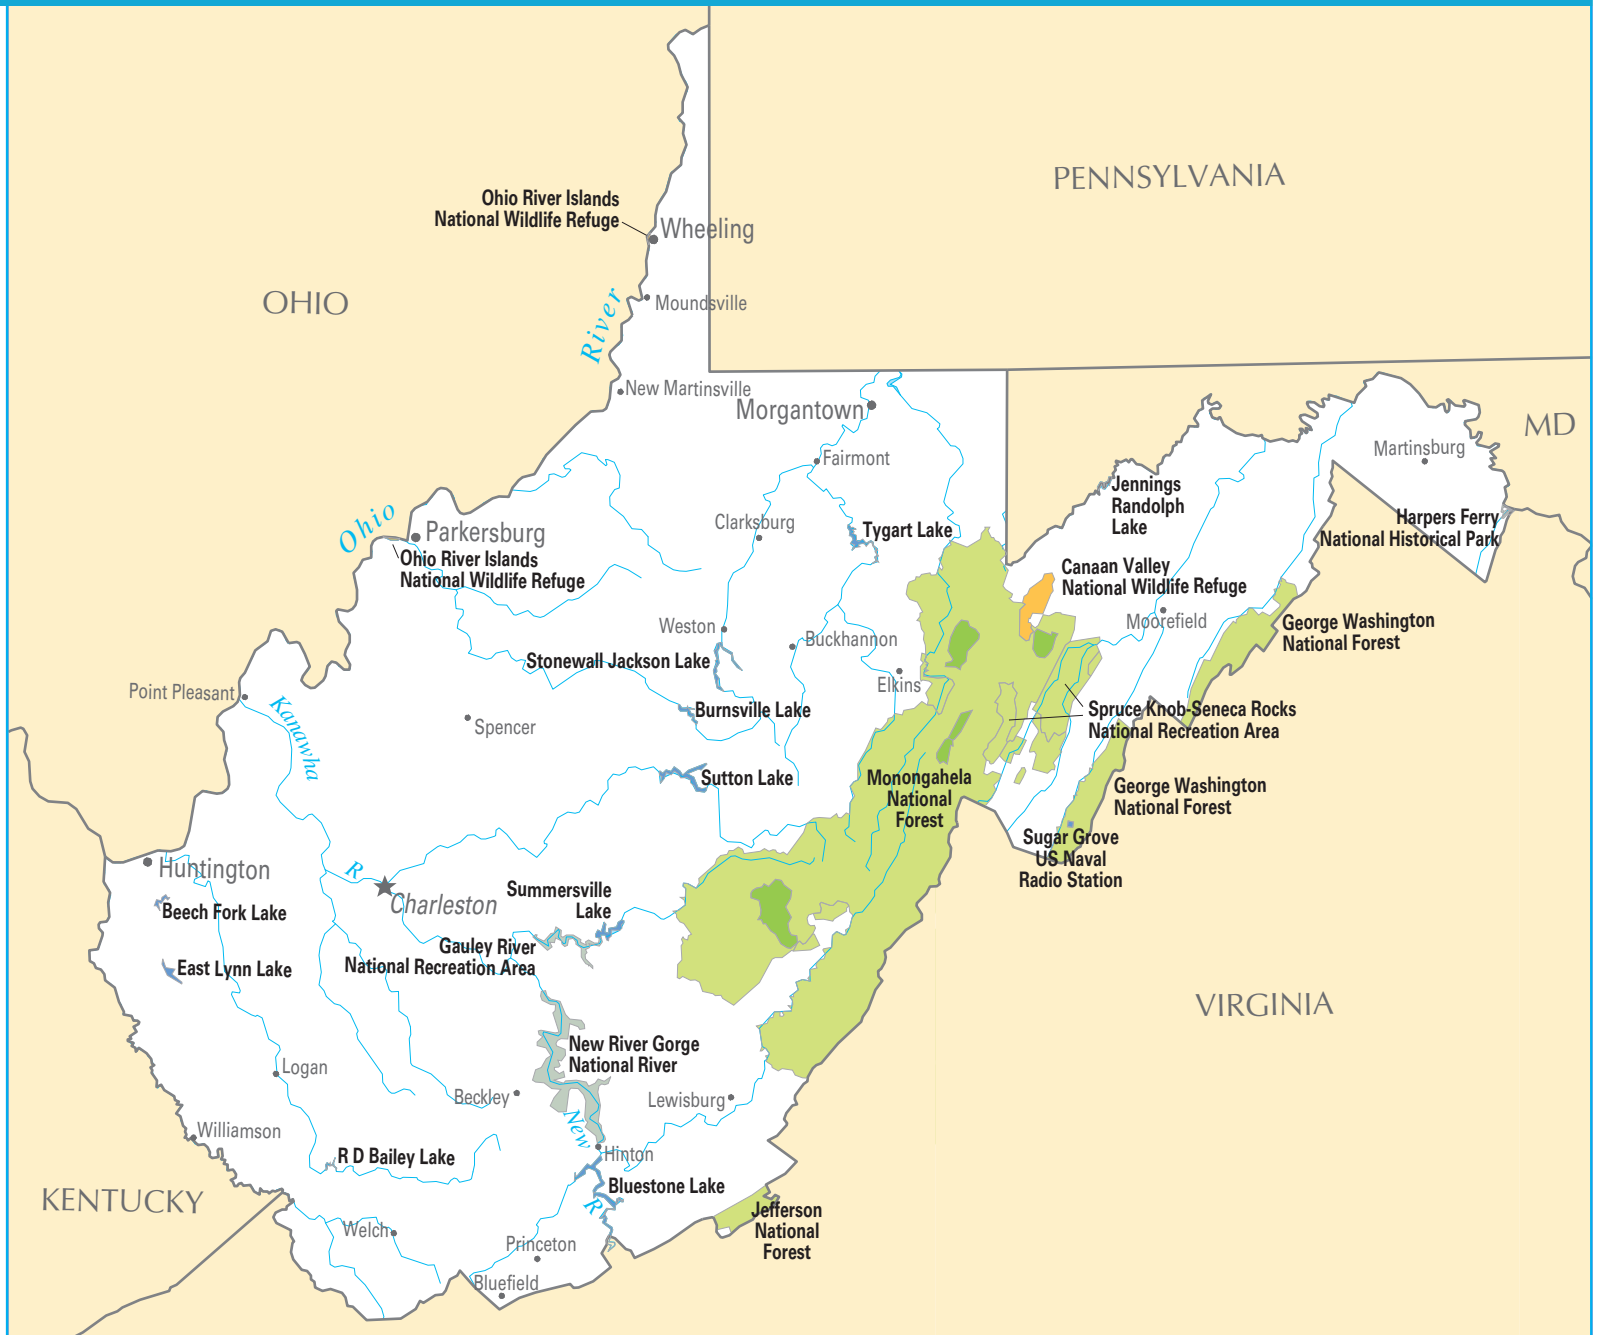 PENNSYLVANIA
Ohio River Islands
National Wildlife Refuge
Wheeling
OHIO
Moundsville
River
New Martinsville
Morgantown
MD
Martinsburg
Fairmont
Jennings
Randolph
Lake
Harpers Ferry
National Historical Park
Clarksburg
Tygart Lake
Ohio
Parkersburg
Ohio River Islands
National Wildlife Refuge
Canaan Valley
National Wildlife Refuge
Moorefield
George Washington
National Forest
Weston
Buckhannon
Stonewall Jackson Lake
Elkins
Point Pleasant
Kanawha
Spencer
Burnsville Lake
Spruce Knob-Seneca Rocks
National Recreation Area
Sutton Lake
Monongahela
National
Forest
George Washington
National Forest
Sugar Grove
US Naval
Radio Station
Huntington
R
Charleston
Summersville
Lake
Beech Fork Lake
Gauley River
National Recreation Area
East Lynn Lake
VIRGINIA
New River Gorge
National River
Logan
Beckley
Lewisburg
New
Williamson
Hinton
R D Bailey Lake
Bluestone Lake
R
KENTUCKY
Jefferson
National
Forest
Welch
Princeton
Bluefield